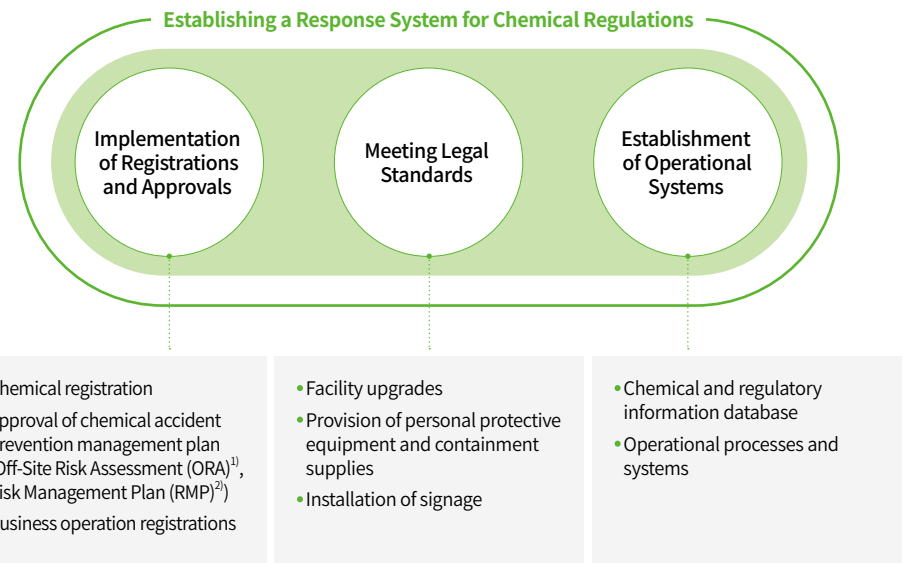 Establishing a Response System for Chemical Regulations
Implementation
of Registrations
and Approvals
Meeting Legal
Standards
Establishment
of Operational
Systems
hemical registration
pproval of chemical accident
revention management plan
Off-Site Risk Assessment (ORA)1),
isk Management Plan (RMP)2))
usiness operation registrations
•Facility upgrades
•Provision of personal protective
equipment and containment
supplies
•Installation of signage
•Chemical and regulatory
information database
•Operational processes and
systems